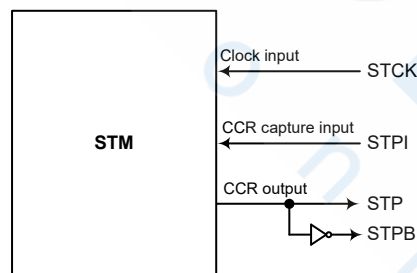 Clock input
STCK
CCR capture input
STPI
STM
CCR output
STP
STPB